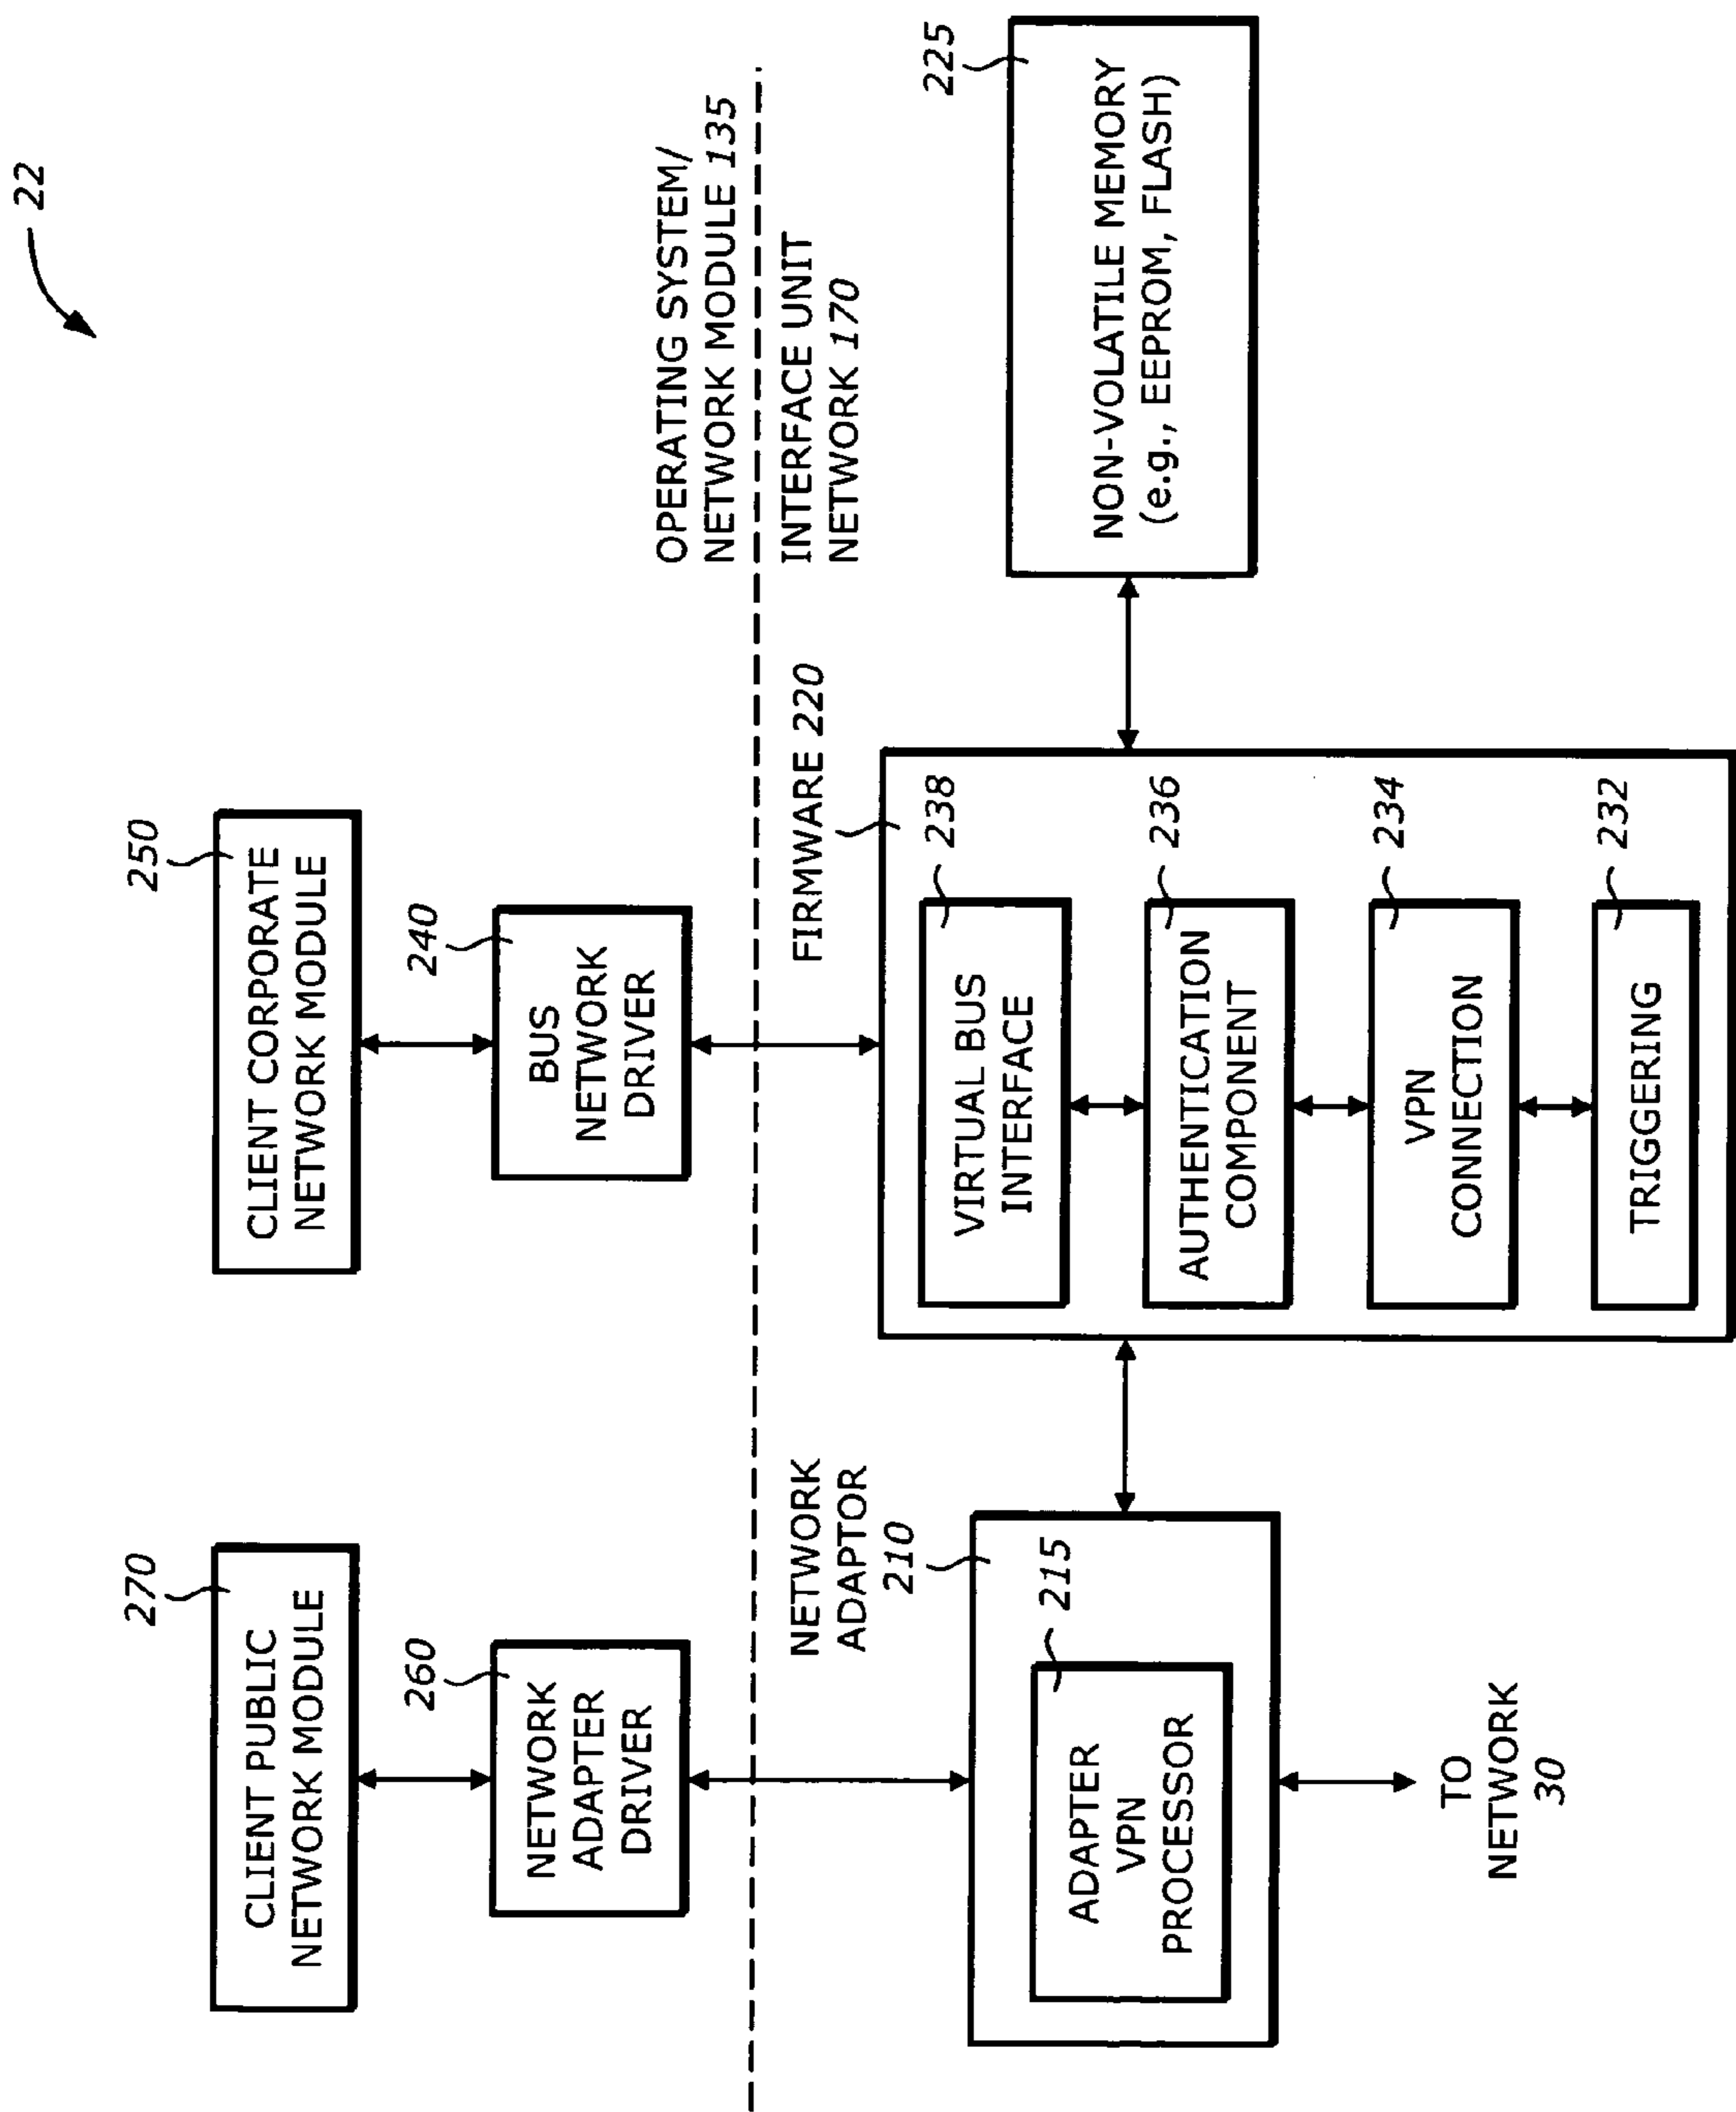 22
270
CLIENT PUBLIC
NETWORK MODULE
250
CLIENT CORPORATE
NETWORK MODULE
260
NETWORK
ADAPTER
DRIVER
240
BUS
NETWORK
DRIVER
OPERATING SYSTEM/
NETWORK MODULE 135
INTERFACE UNIT
NETWORK 170
NETWORK
ADAPTOR
210
215
ADAPTER
VPN
PROCESSOR
TO
NETWORK
30
FIRMWARE 220
238
VIRTUAL BUS
INTERFACE
236
AUTHENTICATION
COMPONENT
234
VPN
CONNECTION
232
TRIGGERING
225
NON-VOLATILE MEMORY
(e.g., EEPROM, FLASH)